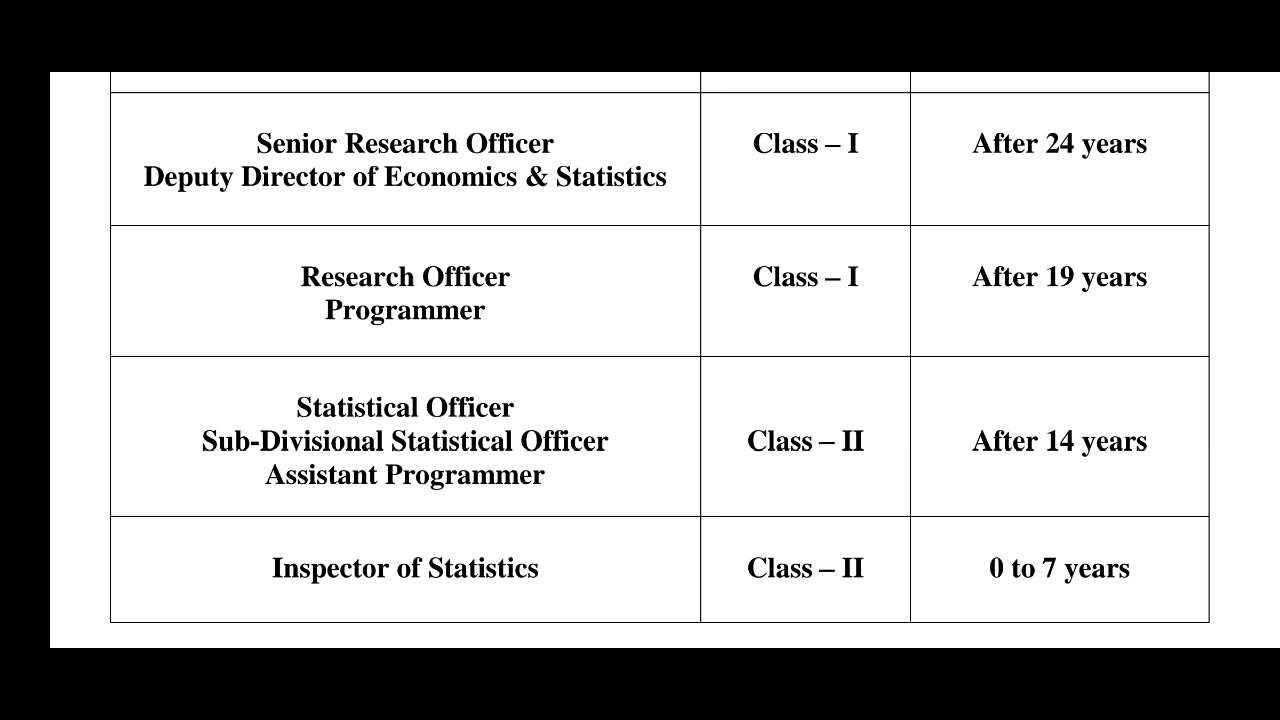 Senior Research Officer
Deputy Director of Economics & Statistics
Class – I
After 24 years
Research Officer
Programmer
Class – I
After 19 years
Statistical Officer
Sub-Divisional Statistical Officer
Assistant Programmer
Class – II
After 14 years
Inspector of Statistics
Class – II
0 to 7 years